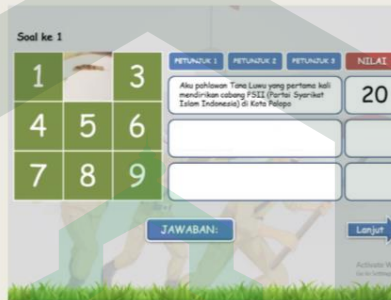 Soal ke 1
PETUNJUK 1 PETUNJUK 2 PETUNJUK 3 NILAI
1 3
Aku pahlawan Tana Luwu yang pertama kali
mendirikan cabang PSII (Partai Syarikat
Islam Indonesia) di Kota Palopo
20
4 5 6
7 8 9
JAWABAN:
Lanjut
Activate W